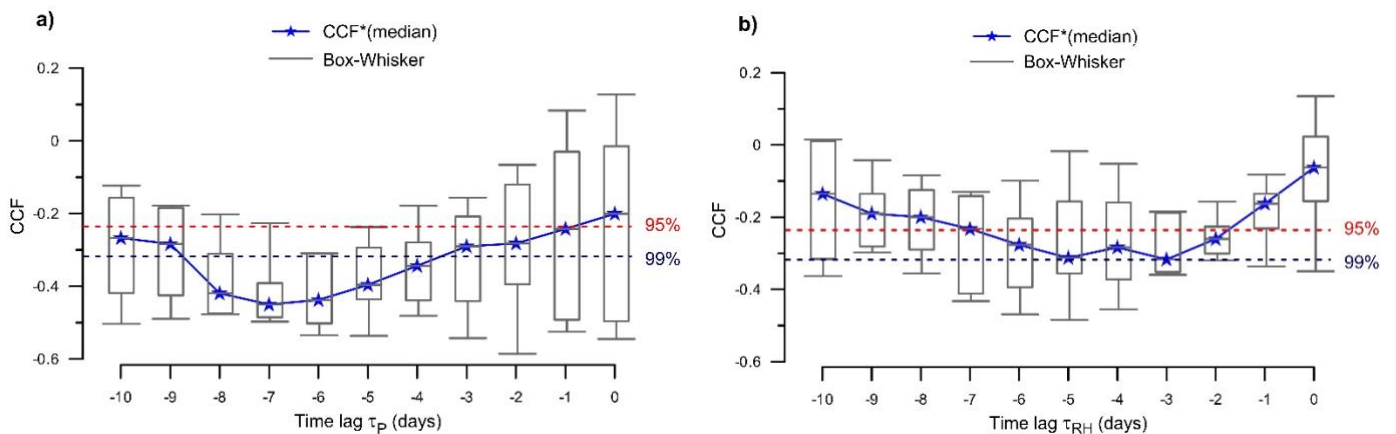 a)
CCF*(median)
Box-Whisker
0.2
0
-0.2
-0.4
-0.6
CCF
95%
99%
-10 -9 -8 -7 -6 -5 -4 -3 -2 -1 0
Time lag τP (days)
b)
CCF*(median)
Box-Whisker
0.2
0
-0.2
-0.4
-0.6
CCF
95%
99%
-10 -9 -8 -7 -6 -5 -4 -3 -2 -1 0
Time lag τRH (days)